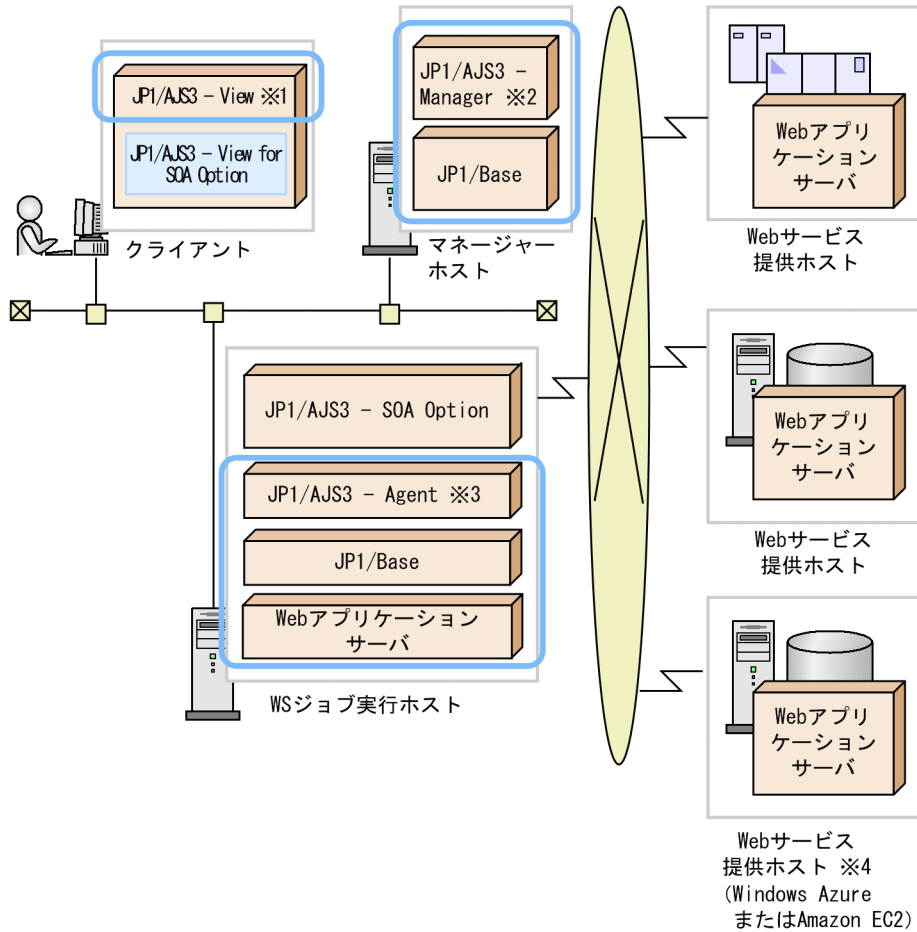 JP1/AJS3 - View ※1
JP1/AJS3 - View for
SOA Option
クライアント
JP1/AJS3 -
Manager ※2
JP1/Base
マネージャー
ホスト
Webアプリ
ケーション
サーバ
Webサービス
提供ホスト
JP1/AJS3 - SOA Option
JP1/AJS3 - Agent ※3
JP1/Base
Webアプリケーション
サーバ
WSジョブ実行ホスト
Webアプリ
ケーション
サーバ
Webサービス
提供ホスト
Webアプリ
ケーション
サーバ
Webサービス
提供ホスト ※4
(Windows Azure
またはAmazon EC2)